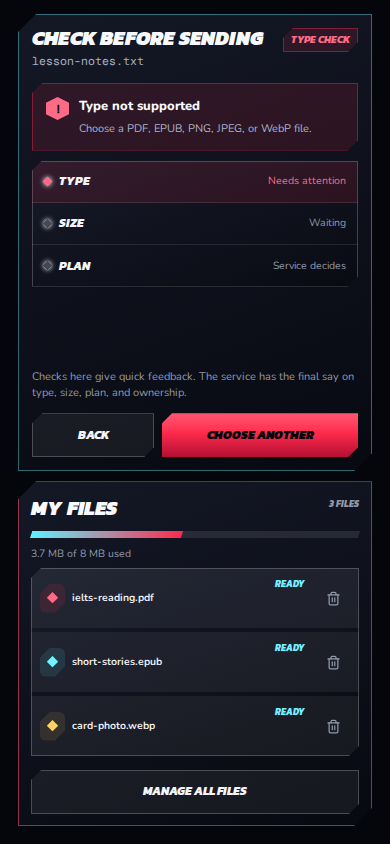 CHECK BEFORE SENDING
TYPE CHECK
lesson-notes.txt
!
Type not supported
Choose a PDF, EPUB, PNG, JPEG, or WebP file.
TYPE
Needs attention
SIZE
Waiting
PLAN
Service decides
Checks here give quick feedback. The service has the final say on
type, size, plan, and ownership.
BACK
CHOOSE ANOTHER
MY FILES
3 FILES
3.7 MB of 8 MB used
READY
ielts-reading.pdf
READY
short-stories.epub
READY
card-photo.webp
MANAGE ALL FILES